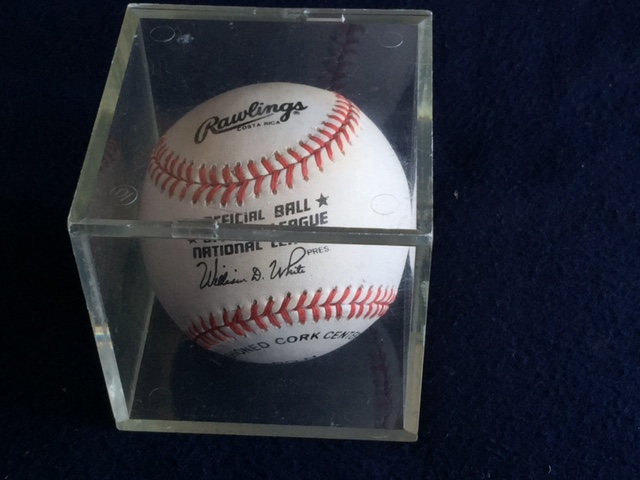 Rawlings®
COSTA RICA
OFFICIAL BALL ★
★
NATIONAL LEAGUE
PRES.
William D. White
CORK CENTER